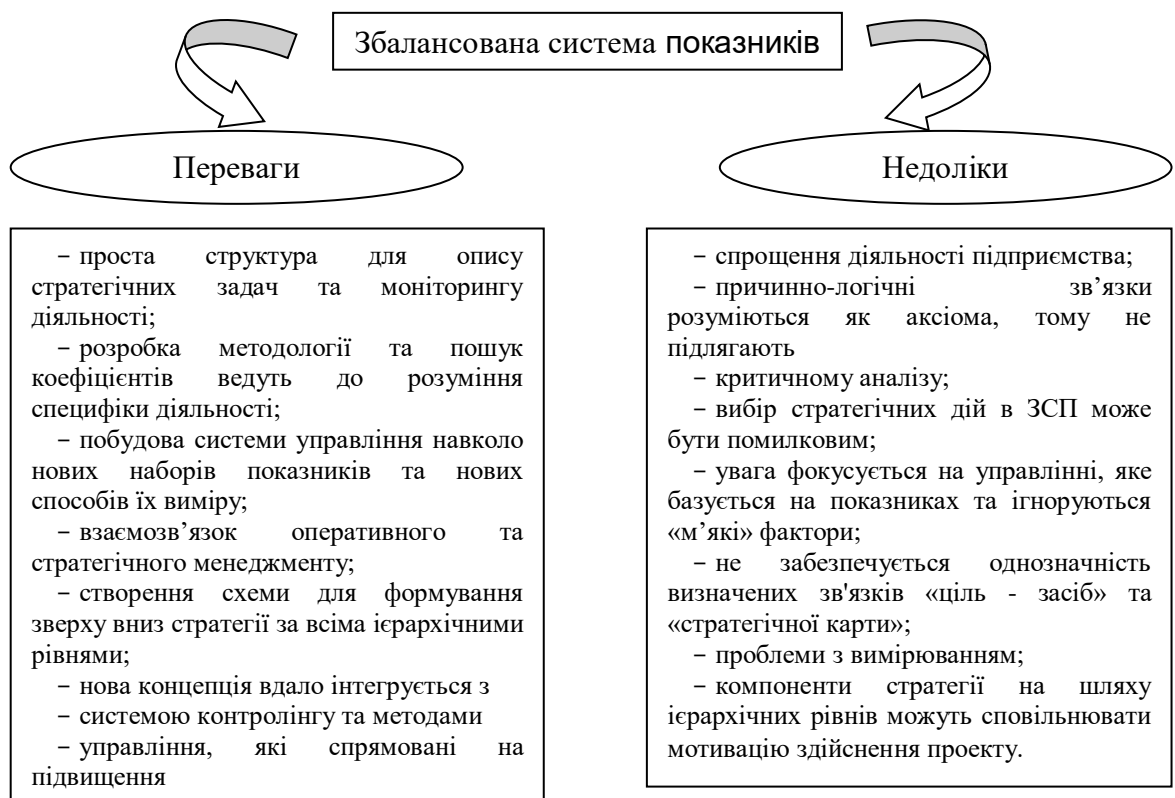 Збалансована система показників
Переваги
Недоліки
− проста структура для опису
стратегічних задач та моніторингу
діяльності;
− розробка методології та пошук
коефіцієнтів ведуть до розуміння
специфіки діяльності;
− побудова системи управління навколо
нових наборів показників та нових
способів їх виміру;
− взаємозв’язок оперативного та
стратегічного менеджменту;
− створення схеми для формування
зверху вниз стратегії за всіма ієрархічними
рівнями;
− нова концепція вдало інтегрується з
− системою контролінгу та методами
− управління, які спрямовані на
підвищення
− спрощення діяльності підприємства;
− причинно-логічні зв’язки
розуміються як аксіома, тому не
підлягають
− критичному аналізу;
− вибір стратегічних дій в ЗСП може
бути помилковим;
− увага фокусується на управлінні, яке
базується на показниках та ігноруються
«м’які» фактори;
− не забезпечується однозначність
визначених зв'язків «ціль - засіб» та
«стратегічної карти»;
− проблеми з вимірюванням;
− компоненти стратегії на шляху
ієрархічних рівнів можуть сповільнювати
мотивацію здійснення проекту.